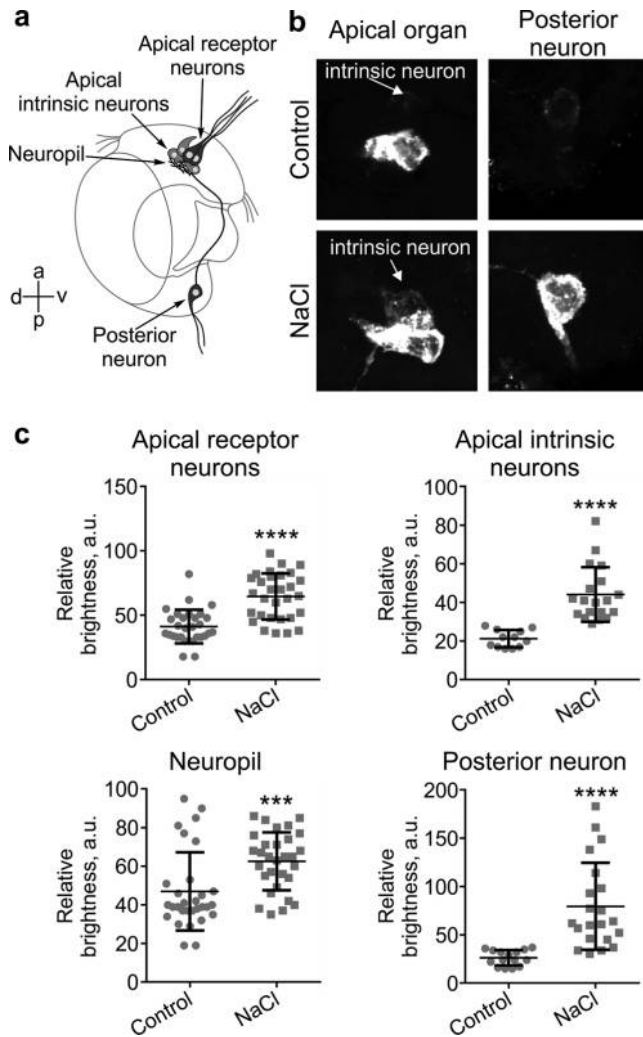 a
Apical receptor
neurons
Apical
intrinsic neurons
Neuropil
a
d
v
p
Posterior
neuron
b
Apical organ
Posterior
neuron
Control
intrinsic neuron
NaCl
intrinsic neuron
c
Apical receptor
neurons
Relative
brightness, a.u.
150
100
50
0
****
Control
NaCl
Apical intrinsic
neurons
Relative
brightness, a.u.
100
80
60
40
20
0
****
Control
NaCl
Neuropil
Relative
brightness, a.u.
100
80
60
40
20
0
***
Control
NaCl
Posterior neuron
Relative
brightness, a.u.
200
150
100
50
0
****
Control
NaCl